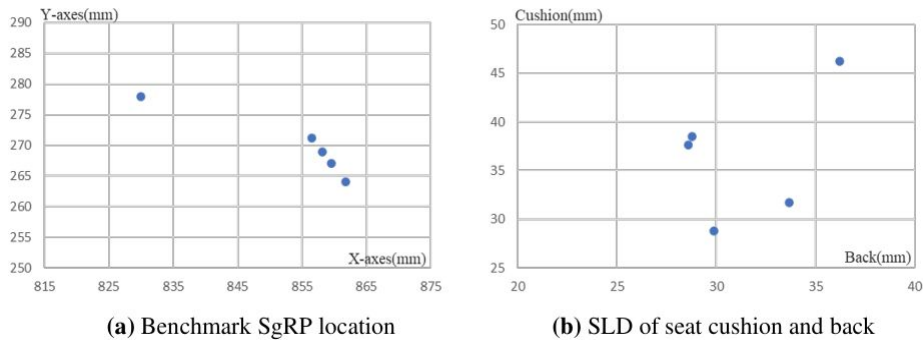 Y-axes(mm)
290
285
280
275
270
265
260
255
250
X-axes(mm)
815 825 835 845 855 865 875
(a) Benchmark SgRP location
Cushion(mm)
50
45
40
35
30
25
Back(mm)
20 25 30 35 40
(b) SLD of seat cushion and back